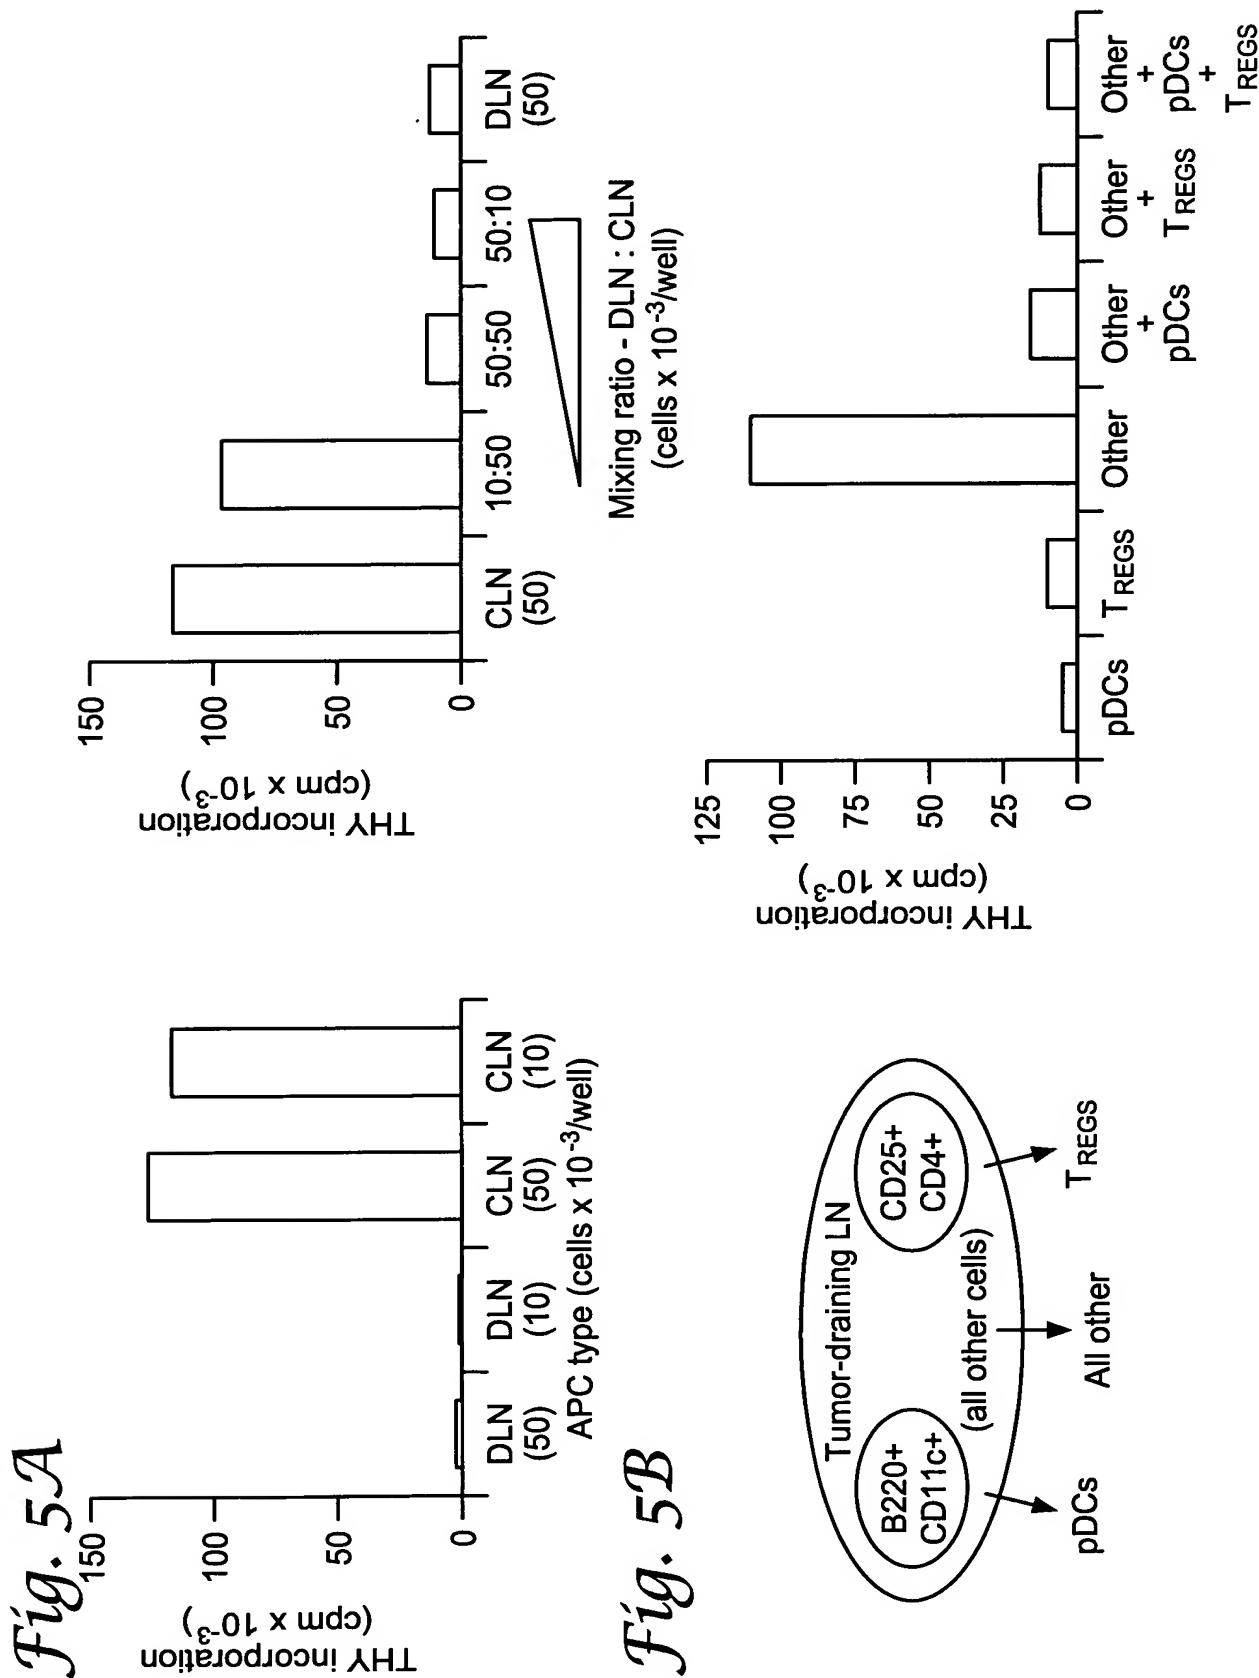 Fig. 5A
THY incorporation
(cpm x 10-3)
150
100
50
0
DLN
(50)
DLN
(10)
CLN
(50)
CLN
(10)
APC type (cells x 10-3/well)
THY incorporation
(cpm x 10-3)
150
100
50
0
CLN
(50)
10:50
50:50
50:10
DLN
(50)
Mixing ratio - DLN : CLN
(cells x 10-3/well)
Fig. 5B
Tumor-draining LN
B220+
CD11c+
CD25+
CD4+
(all other cells)
pDCs
All other
TREGS
THY incorporation
(cpm x 10-3)
125
100
75
50
25
0
pDCs
TREGS
Other
Other
+
pDCs
Other
+
TREGS
Other
+
pDCs
+
TREGS